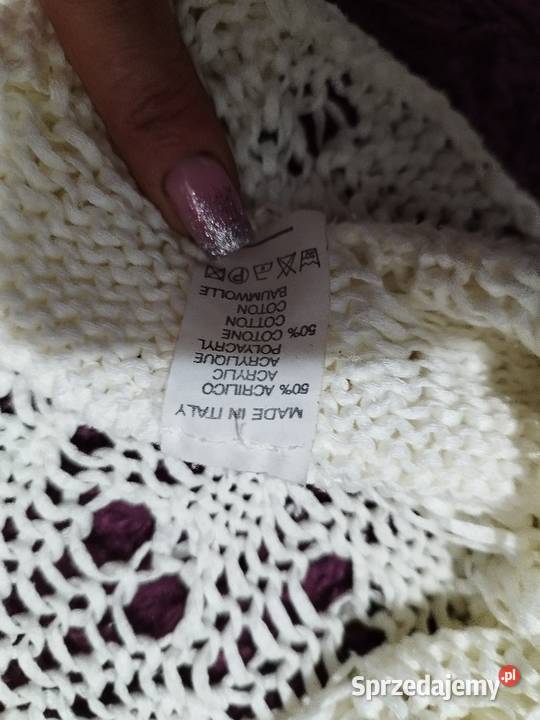 MADE IN ITALY
50% ACRILICO
ACRYLIC
ACRYLIQUE
POLYACRYL
50% COTONE
COTTON
COTON
BAUMWOLLE
P
Sprzedajemy.pl